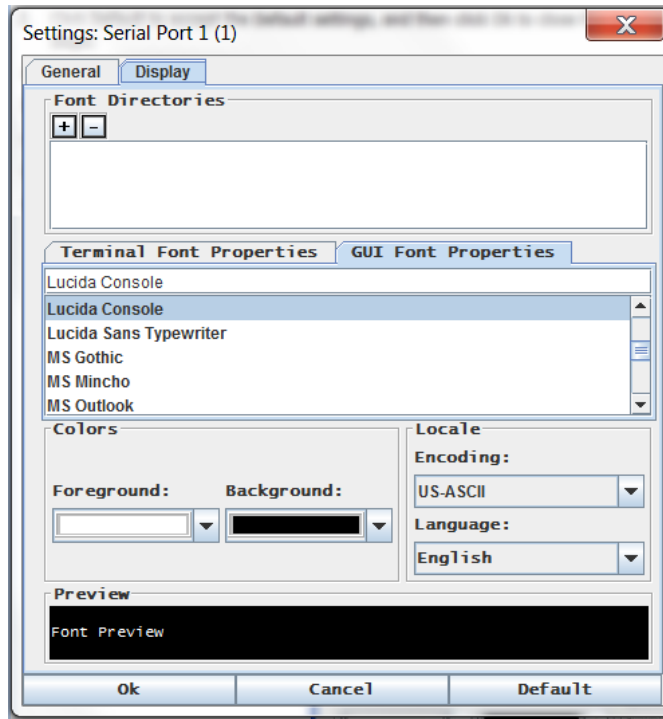 Settings: Serial Port 1 (1)
X
General Display
Font Directories
+ -
Terminal Font Properties GUI Font Properties
Lucida Console
Lucida Console
Lucida Sans Typewriter
MS Gothic
MS Mincho
MS Outlook
Colors
Foreground: Background:
Locale
Encoding:
US-ASCII
Language:
English
Preview
Font Preview
Ok Cancel Default